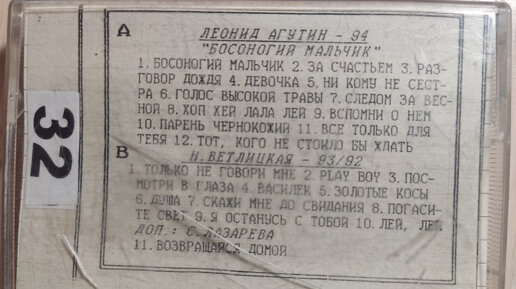 32
А
ЛЕОНИД АГУТИН - 94
"БОСОНОГИЙ МАЛЬЧИК"
1. БОСОНОГИЙ МАЛЬЧИК 2. ЗА СЧАСТЬЕМ 3. РАЗ-
ГОВОР ДОЖДЯ 4. ДЕВОЧКА 5. НИ КОМУ НЕ СЕСТ-
РА 6. ГОЛОС ВЫСОКОЙ ТРАВЫ 7. СЛЕДОМ ЗА ВЕС-
НОЙ 8. ХОП ХЕЙ ЛАЛА ЛЕЙ 9. ВСПОМНИ О НЕМ
10. ПАРЕНЬ ЧЕРНОКОЖИЙ 11. ВСЕ ТОЛЬКО ДЛЯ
ТЕБЯ 12. ТОТ, КОГО НЕ СТОИЛО БЫ ЖДАТЬ
В
Н. ВЕТЛИЦКАЯ - 93/92
1. ТОЛЬКО НЕ ГОВОРИ МНЕ 2. PLAY BOY 3. ПОС-
МОТРИ В ГЛАЗА 4. ВАСИЛЕК 5. ЗОЛОТЫЕ КОСЫ
6. ДУША 7. СКАЖИ МНЕ ДО СВИДАНИЯ 8. ПОГАСИ-
ТЕ СВЕТ 9. Я ОСТАНУСЬ С ТОБОЙ 10. ЛЕЙ, ЛЕЙ
ДОП.: С. ЛАЗАРЕВА
11. ВОЗВРАЩАЙСЯ ДОМОЙ